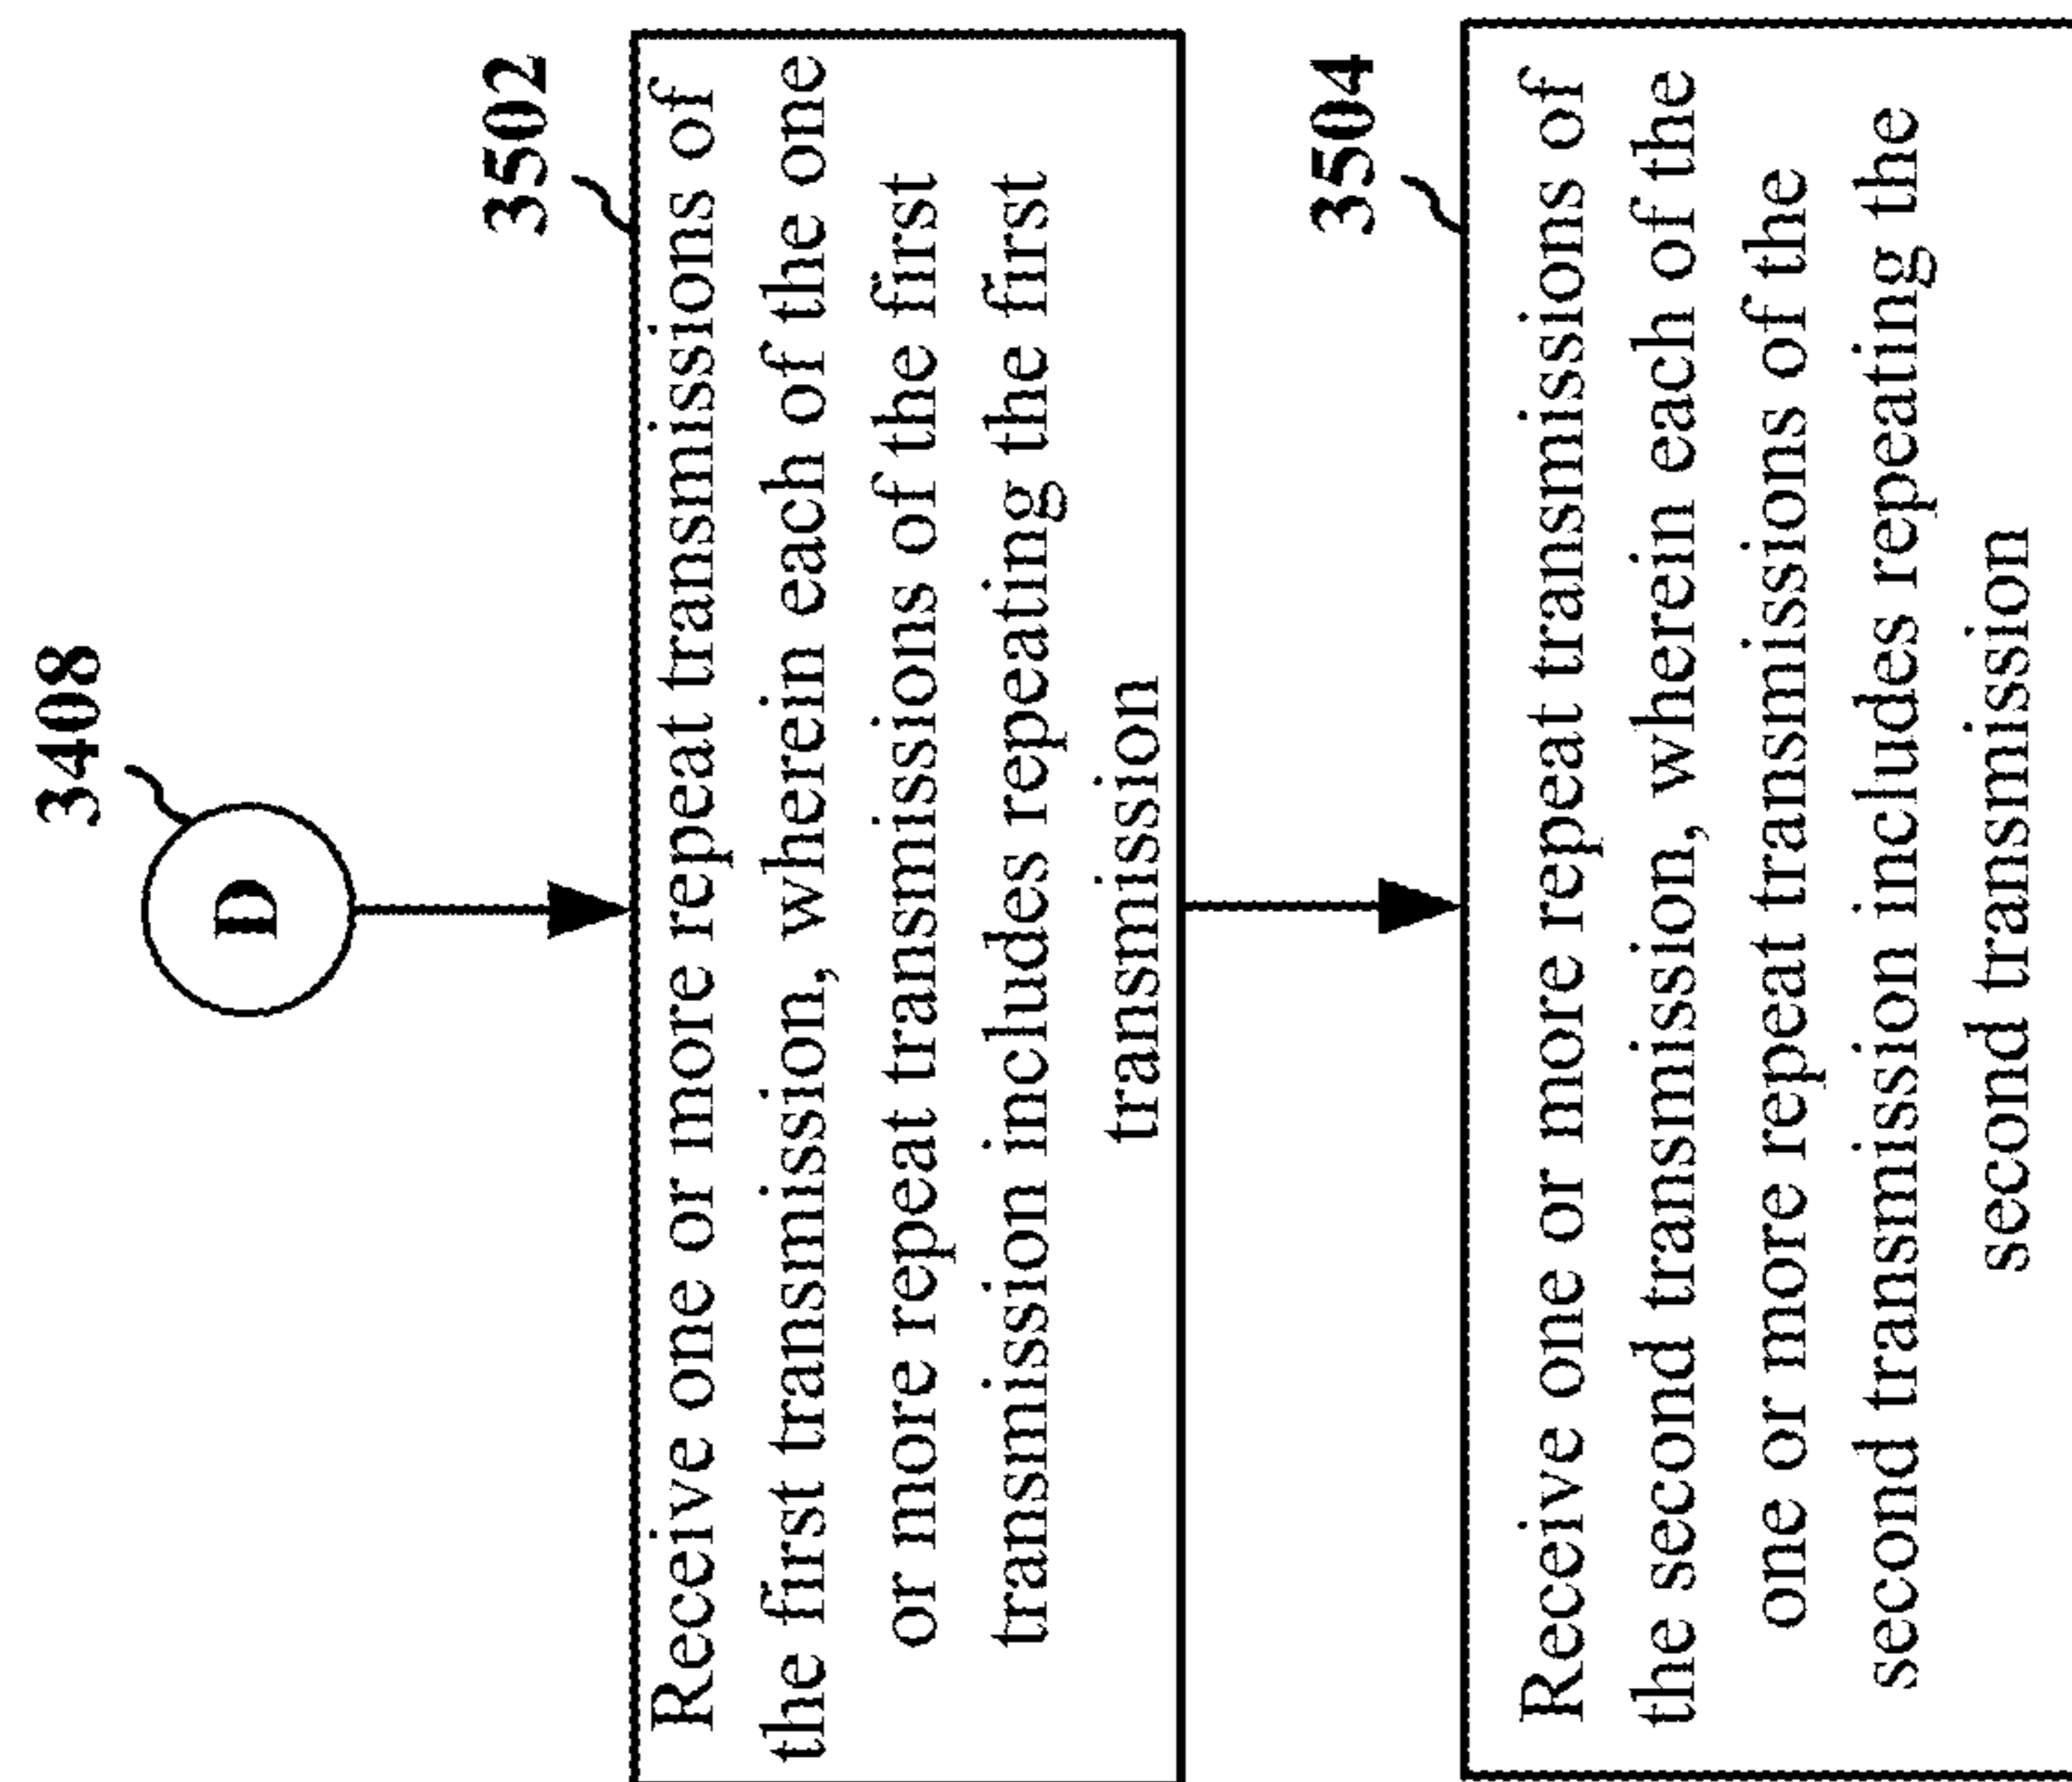 3408
D
3502
Receive one or more repeat transmissions of
the first transmission, wherein each of the one
or more repeat transmissions of the first
transmission includes repeating the first
transmission
3504
Receive one or more repeat transmissions of
the second transmission, wherein each of the
one or more repeat transmissions of the
second transmission includes repeating the
second transmission